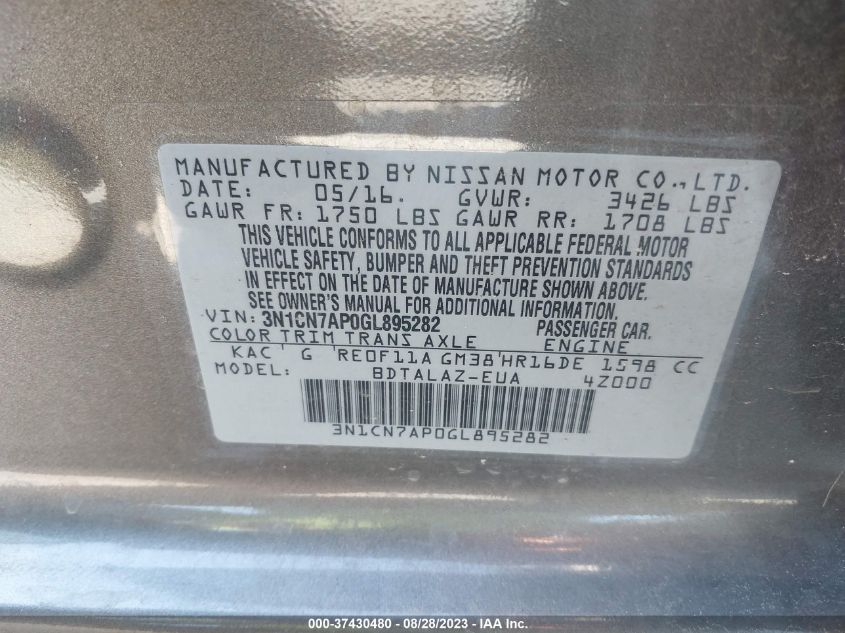 MANUFACTURED BY NISSAN MOTOR CO., LTD.
DATE: 05/16. GVWR: 3426 LBS
GAWR FR: 1750 LBS GAWR RR: 1708 LBS
THIS VEHICLE CONFORMS TO ALL APPLICABLE FEDERAL MOTOR
VEHICLE SAFETY, BUMPER AND THEFT PREVENTION STANDARDS
IN EFFECT ON THE DATE OF MANUFACTURE SHOWN ABOVE.
SEE OWNER'S MANUAL FOR ADDITIONAL INFORMATION.
VIN: 3N1CN7AP0GL895282 PASSENGER CAR.
COLOR TRIM TRANS AXLE ENGINE
KAC G RE0F11A GM38 HR16DE 1598 CC
MODEL: BDTALAZ-EUA 4Z000
3N1CN7AP0GL895282
000-37430480 - 08/28/2023 - IAA Inc.